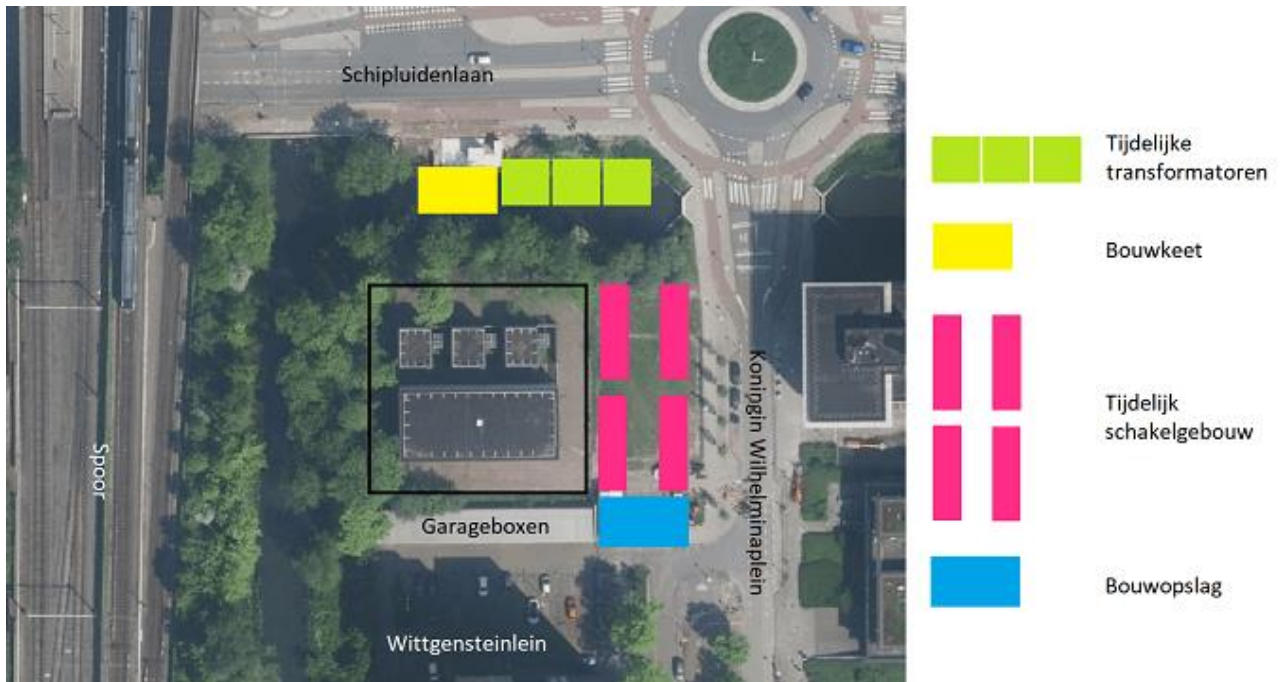 Schipluidenlaan
Spoor
Koningin Wilhelminaplein
Garageboxen
Wittgensteinlein
Tijdelijke
transformatoren
Bouwkeet
Tijdelijk
schakelgebouw
Bouwopslag